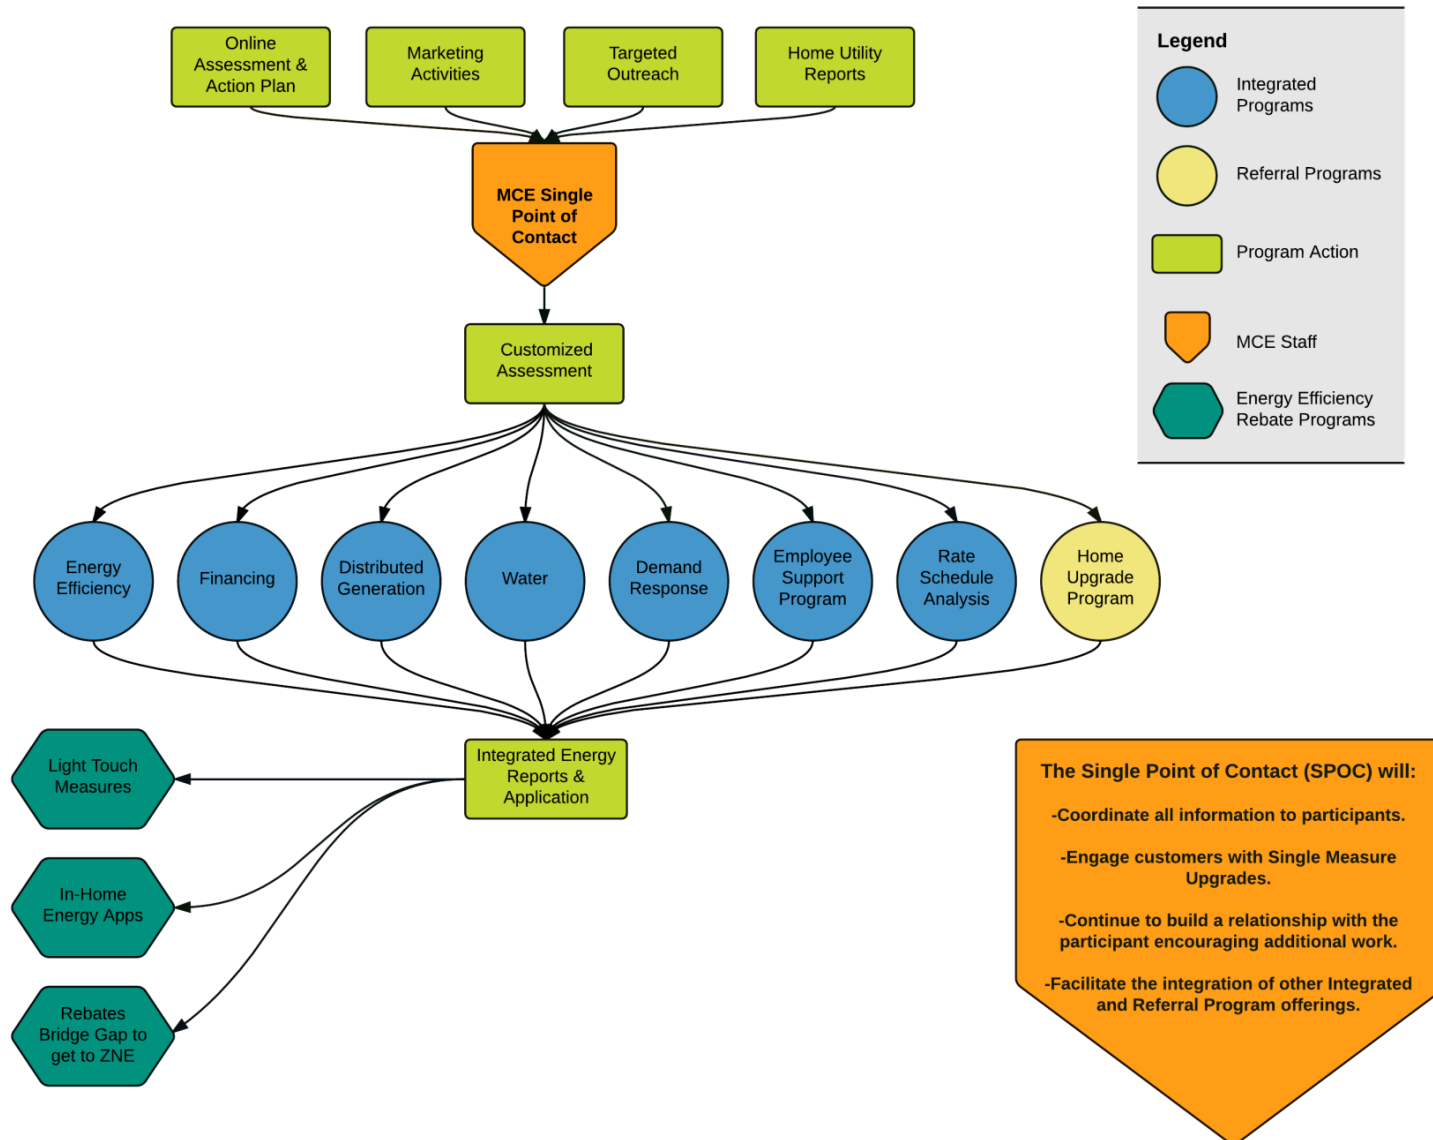 Online
Assessment &
Action Plan
Marketing
Activities
Targeted
Outreach
Home Utility
Reports
Legend
Integrated
Programs
Referral Programs
Program Action
MCE Staff
Energy Efficiency
Rebate Programs
MCE Single
Point of
Contact
Customized
Assessment
Energy
Efficiency
Financing
Distributed
Generation
Water
Demand
Response
Employee
Support
Program
Rate
Schedule
Analysis
Home
Upgrade
Program
Integrated Energy
Reports &
Application
Light Touch
Measures
In-Home
Energy Apps
Rebates
Bridge Gap to
get to ZNE
The Single Point of Contact (SPOC) will:
-Coordinate all information to participants.
-Engage customers with Single Measure
Upgrades.
-Continue to build a relationship with the
participant encouraging additional work.
-Facilitate the integration of other Integrated
and Referral Program offerings.